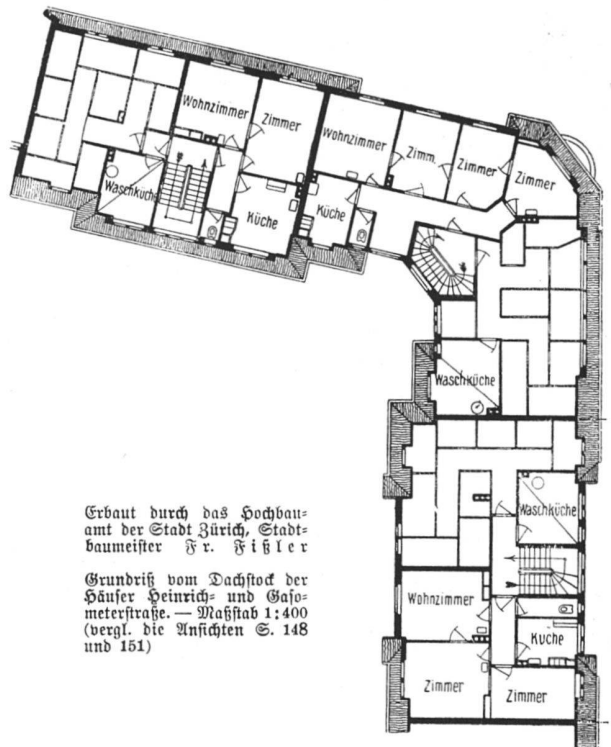 Wohnzimmer
Zimmer
Wohnzimmer
Zimm.
Zimmer
Zimmer
Waschküche
Küche
Küche
Waschküche
Waschküche
Wohnzimmer
Küche
Zimmer
Zimmer
Erbaut durch das Hochbau=
amt der Stadt Zürich, Stadt=
baumeister Fr. Fißler
Grundriß vom Dachstock der
Häuser Heinrich= und Gaso=
meterstraße. — Maßstab 1:400
(vergl. die Ansichten S. 148
und 151)